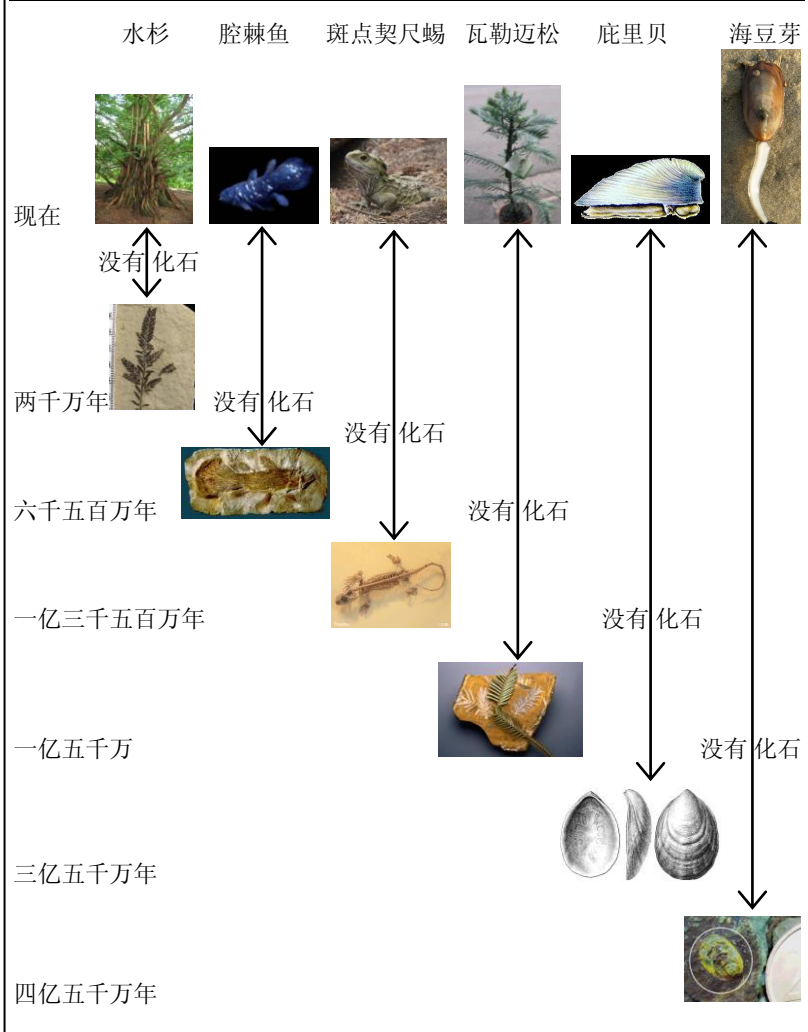 水杉 腔棘鱼 斑点契尺蜴 瓦勒迈松 庇里贝 海豆芽
现在
没有 化石
两千万年
没有 化石
没有 化石
六千五百万年
没有 化石
一亿三千五百万年
没有 化石
一亿五千万
没有 化石
三亿五千万年
四亿五千万年